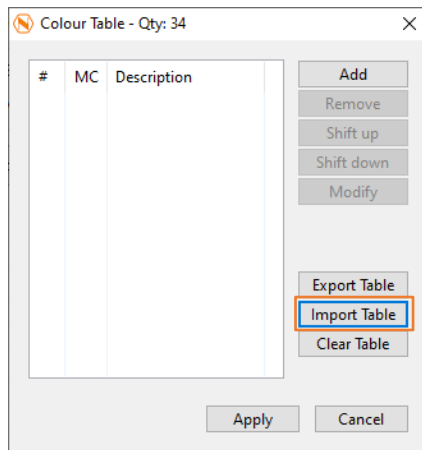 Colour Table - Qty: 34
# MC Description
Add
Remove
Shift up
Shift down
Modify
Export Table
Import Table
Clear Table
Apply Cancel